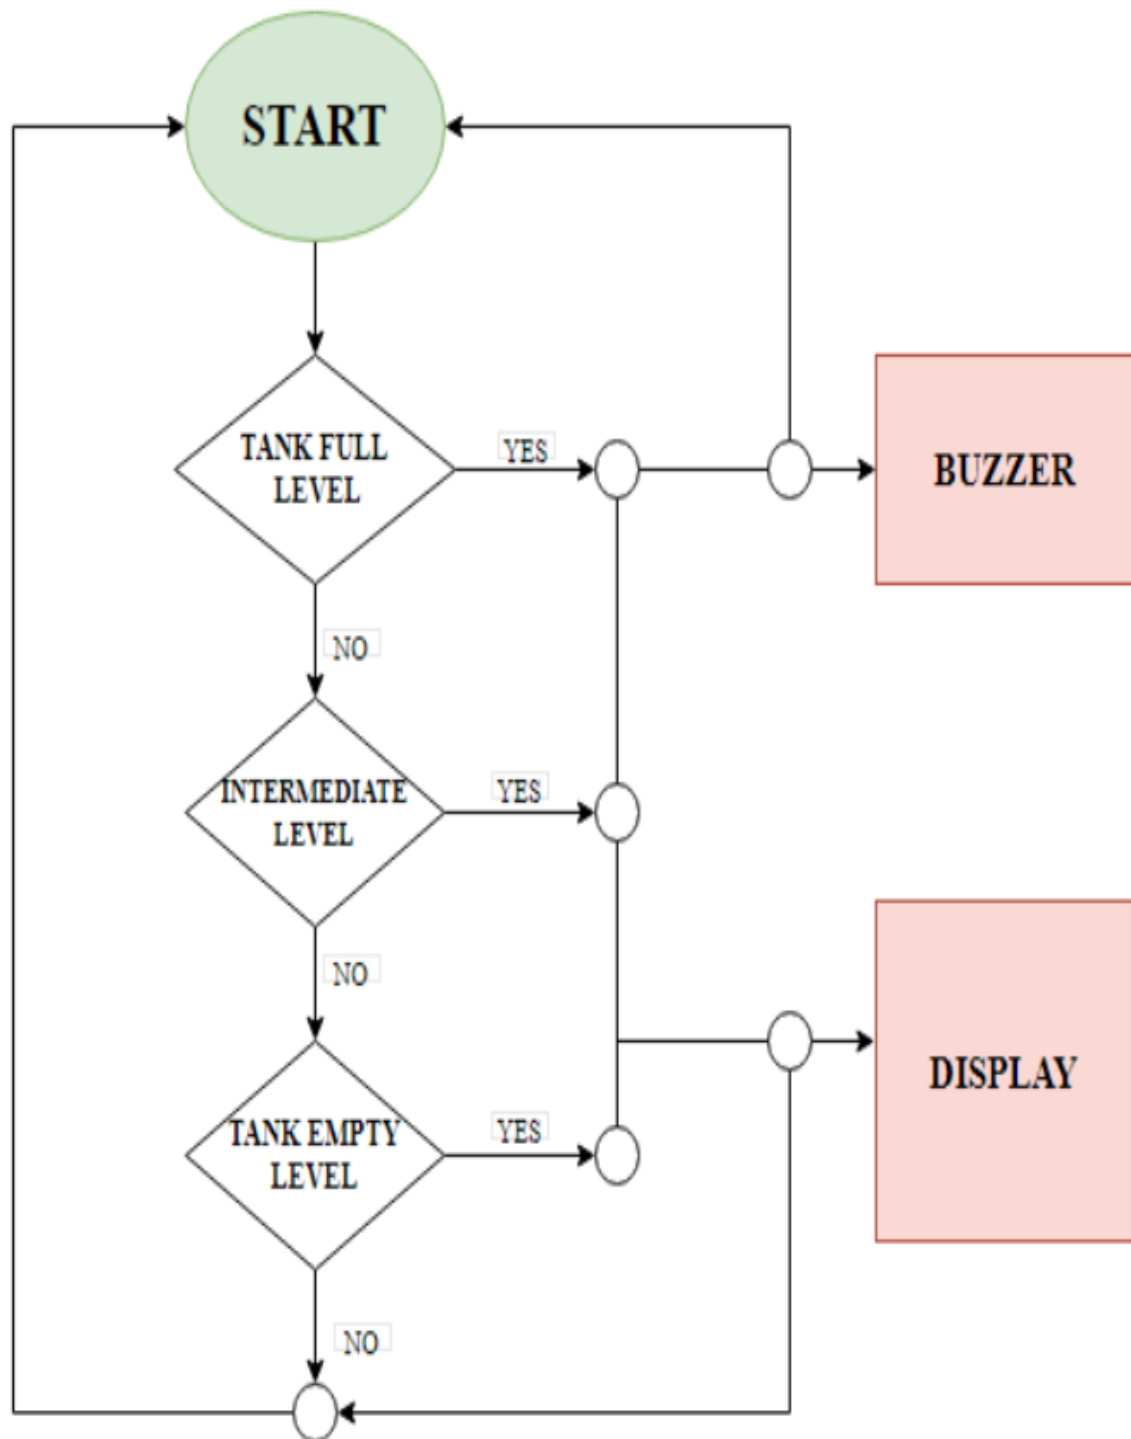 START
TANK FULL
LEVEL
YES
BUZZER
NO
INTERMEDIATE
LEVEL
YES
NO
DISPLAY
TANK EMPTY
LEVEL
YES
NO